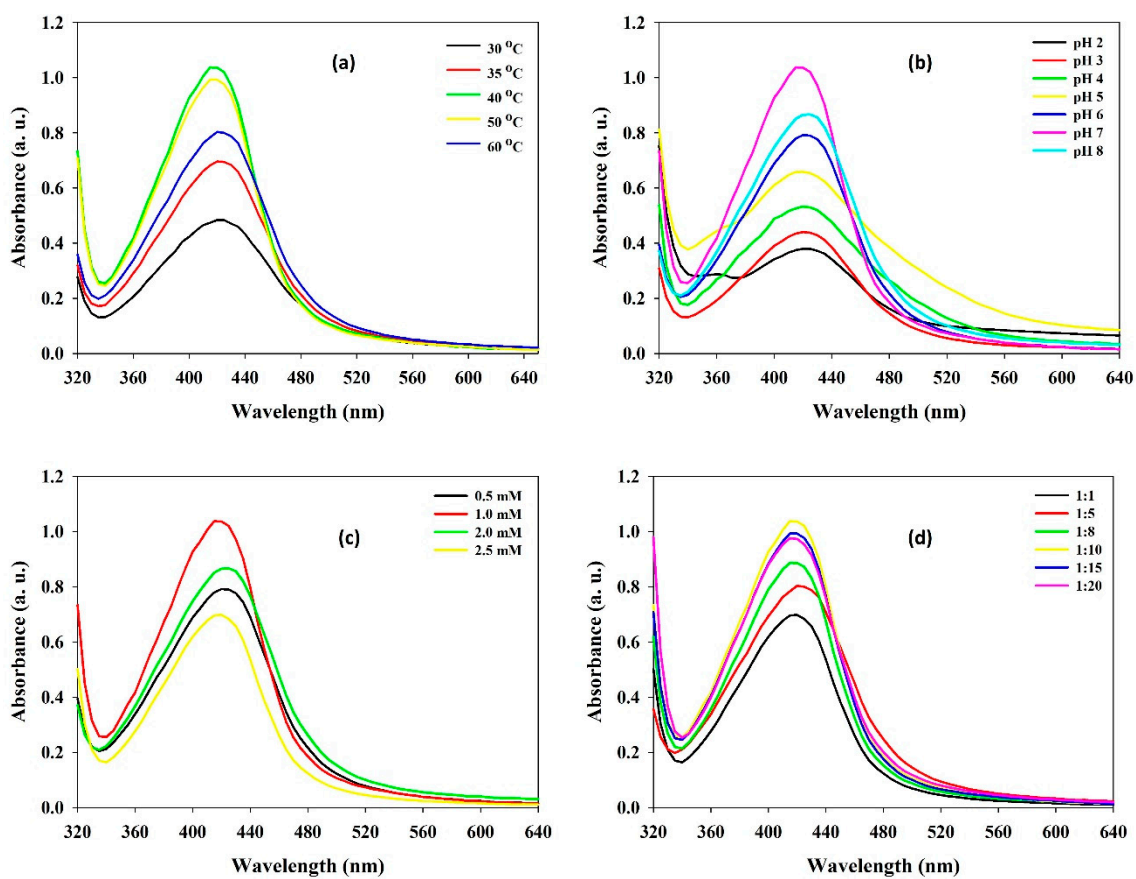 1.2
1.0
0.8
0.6
0.4
0.2
0.0
Absorbance (a. u.)
(a)
30 °C
35 °C
40 °C
50 °C
60 °C
320 360 400 440 480 520 560 600 640
Wavelength (nm)
1.2
1.0
0.8
0.6
0.4
0.2
0.0
Absorbance (a. u.)
(b)
pH 2
pH 3
pH 4
pH 5
pH 6
pH 7
pH 8
320 360 400 440 480 520 560 600 640
Wavelength (nm)
1.2
1.0
0.8
0.6
0.4
0.2
0.0
Absorbance (a. u.)
(c)
0.5 mM
1.0 mM
2.0 mM
2.5 mM
320 360 400 440 480 520 560 600 640
Wavelength (nm)
1.2
1.0
0.8
0.6
0.4
0.2
0.0
Absorbance (a. u.)
(d)
1:1
1:5
1:8
1:10
1:15
1:20
320 360 400 440 480 520 560 600 640
Wavelength (nm)